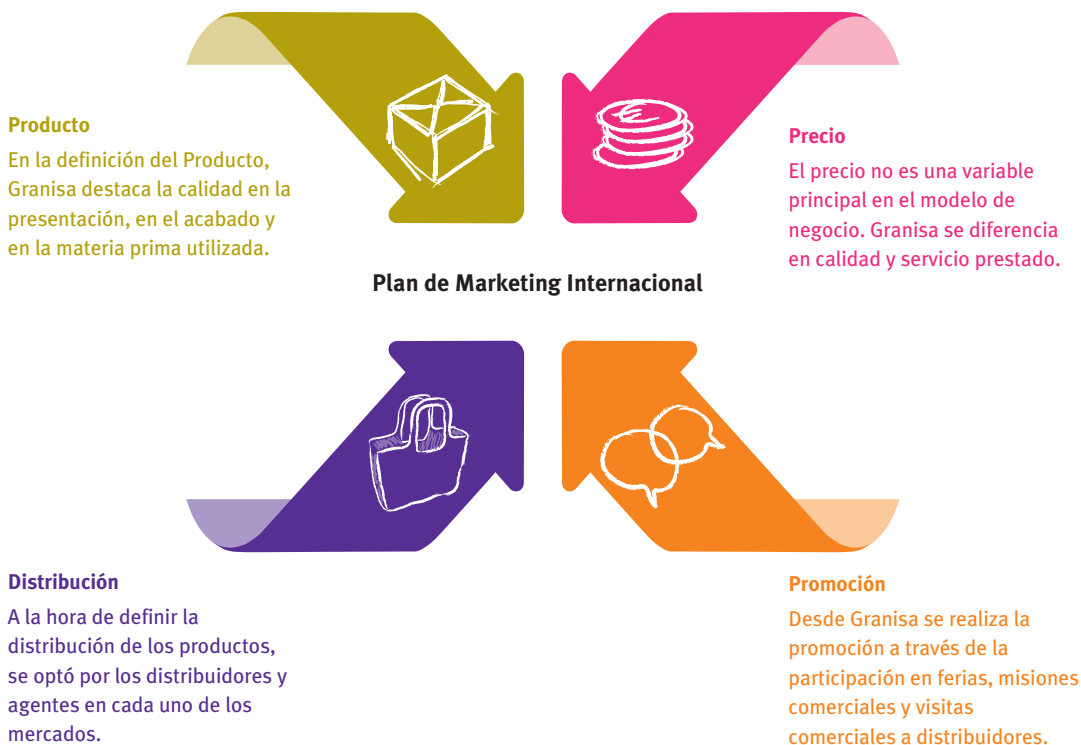 Producto
En la definición del Producto,
Granisa destaca la calidad en la
presentación, en el acabado y
en la materia prima utilizada.
Precio
El precio no es una variable
principal en el modelo de
negocio. Granisa se diferencia
en calidad y servicio prestado.
Plan de Marketing Internacional
Distribución
A la hora de definir la
distribución de los productos,
se optó por los distribuidores y
agentes en cada uno de los
mercados.
Promoción
Desde Granisa se realiza la
promoción a través de la
participación en ferias, misiones
comerciales y visitas
comerciales a distribuidores.